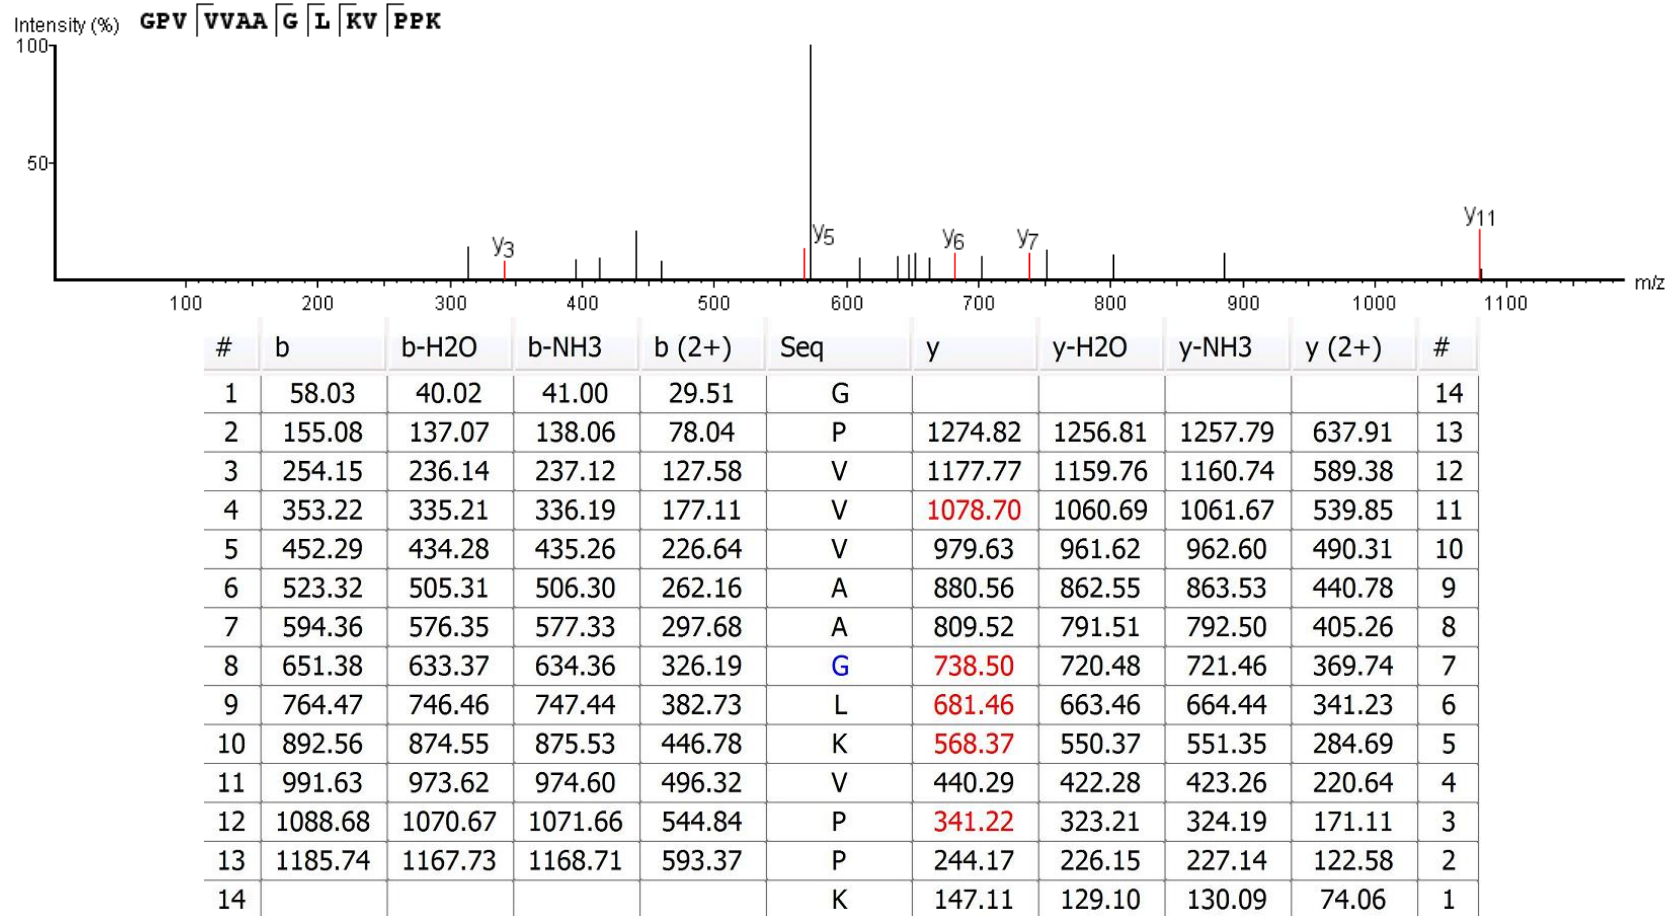 Intensity (%) GPV VVAA G L KV PPK
100
50
y3 y5 y6 y7 y11
100 200 300 400 500 600 700 800 900 1000 1100 m/z
# b b-H2O b-NH3 b (2+) Seq y y-H2O y-NH3 y (2+) #
1 58.03 40.02 41.00 29.51 G 14
2 155.08 137.07 138.06 78.04 P 1274.82 1256.81 1257.79 637.91 13
3 254.15 236.14 237.12 127.58 V 1177.77 1159.76 1160.74 589.38 12
4 353.22 335.21 336.19 177.11 V 1078.70 1060.69 1061.67 539.85 11
5 452.29 434.28 435.26 226.64 V 979.63 961.62 962.60 490.31 10
6 523.32 505.31 506.30 262.16 A 880.56 862.55 863.53 440.78 9
7 594.36 576.35 577.33 297.68 A 809.52 791.51 792.50 405.26 8
8 651.38 633.37 634.36 326.19 G 738.50 720.48 721.46 369.74 7
9 764.47 746.46 747.44 382.73 L 681.46 663.46 664.44 341.23 6
10 892.56 874.55 875.53 446.78 K 568.37 550.37 551.35 284.69 5
11 991.63 973.62 974.60 496.32 V 440.29 422.28 423.26 220.64 4
12 1088.68 1070.67 1071.66 544.84 P 341.22 323.21 324.19 171.11 3
13 1185.74 1167.73 1168.71 593.37 P 244.17 226.15 227.14 122.58 2
14 K 147.11 129.10 130.09 74.06 1